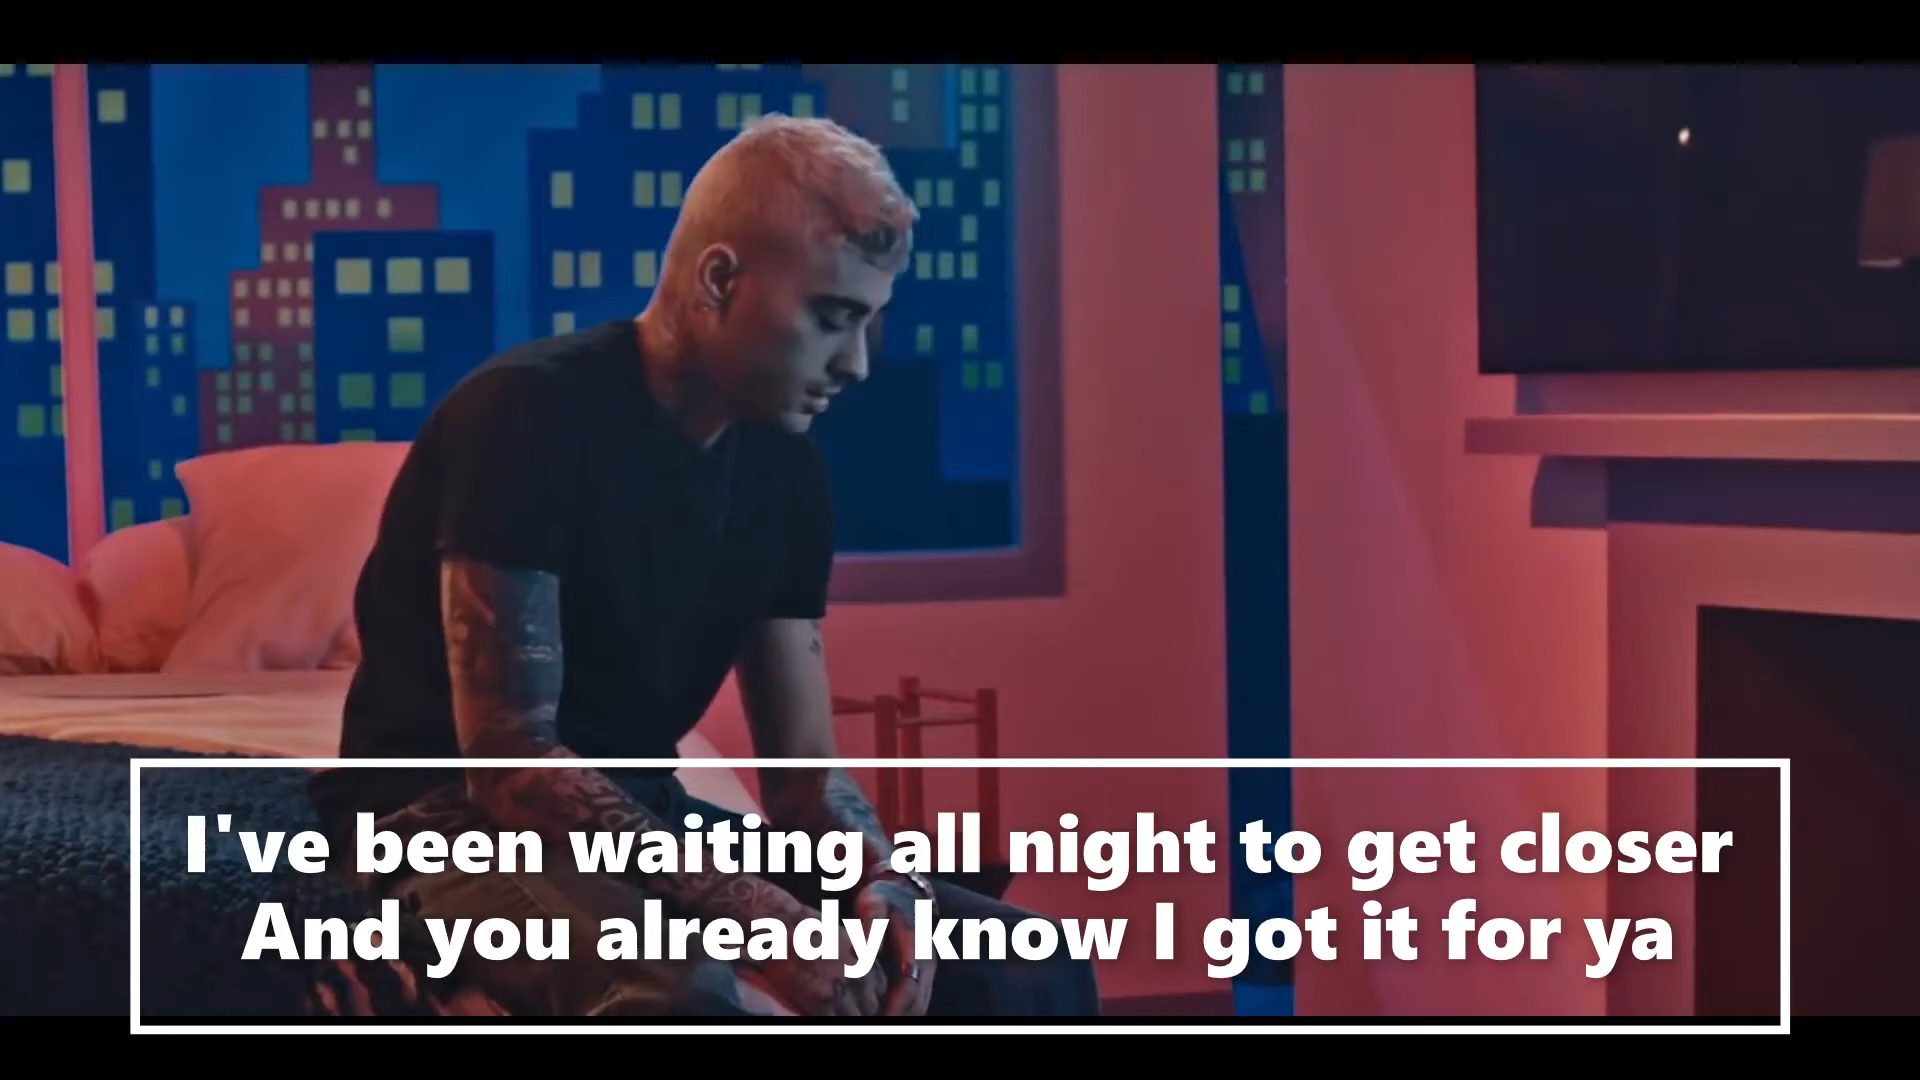 I've been waiting all night to get closer
And you already know I got it for ya